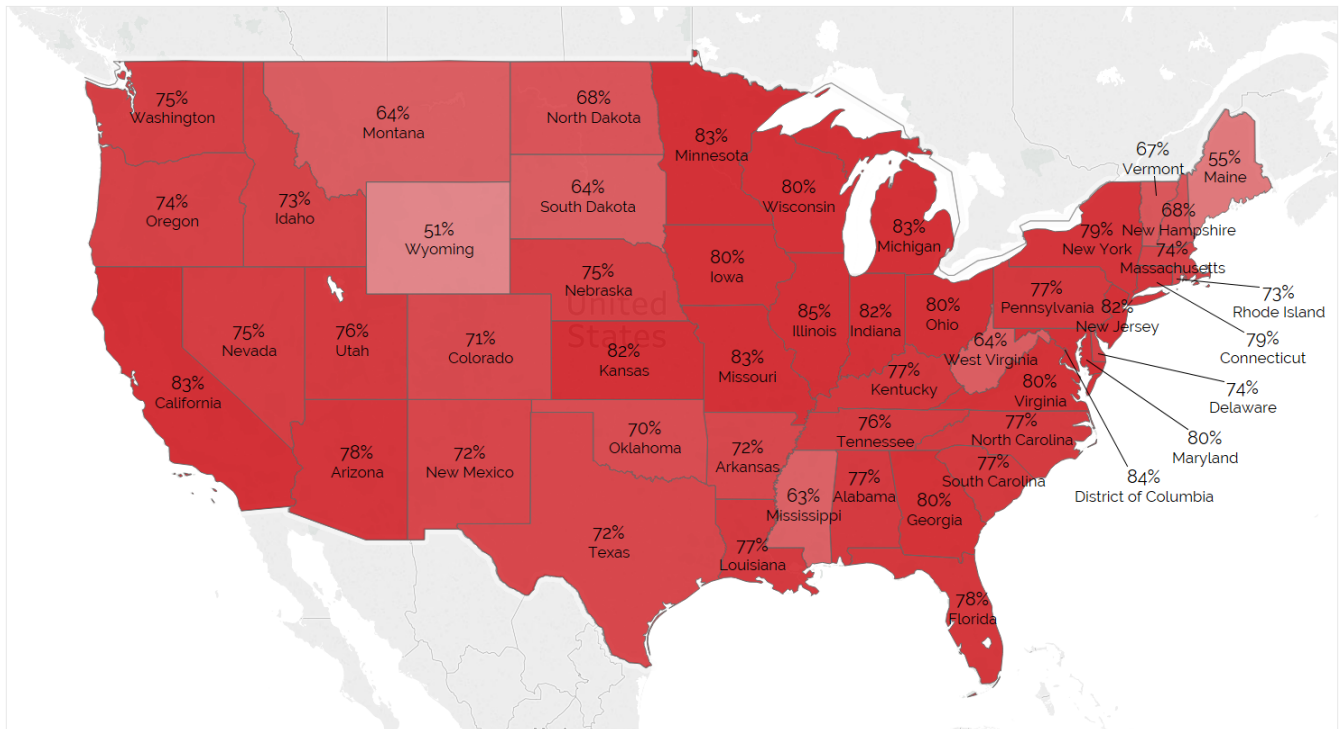 75%
Washington
64%
Montana
68%
North Dakota
83%
Minnesota
67%
Vermont
55%
Maine
74%
Oregon
73%
Idaho
51%
Wyoming
64%
South Dakota
80%
Wisconsin
83%
Michigan
79%
New York
68%
New Hampshire
74%
Massachusetts
73%
Rhode Island
79%
Connecticut
75%
Nebraska
80%
Iowa
United
States
75%
Nevada
76%
Utah
71%
Colorado
82%
Kansas
83%
Missouri
85%
Illinois
82%
Indiana
80%
Ohio
77%
Pennsylvania
82%
New Jersey
64%
West Virginia
77%
Kentucky
80%
Virginia
74%
Delaware
80%
Maryland
84%
District of Columbia
83%
California
78%
Arizona
72%
New Mexico
70%
Oklahoma
72%
Arkansas
76%
Tennessee
77%
North Carolina
77%
South Carolina
72%
Texas
77%
Louisiana
63%
Mississippi
77%
Alabama
80%
Georgia
78%
Florida